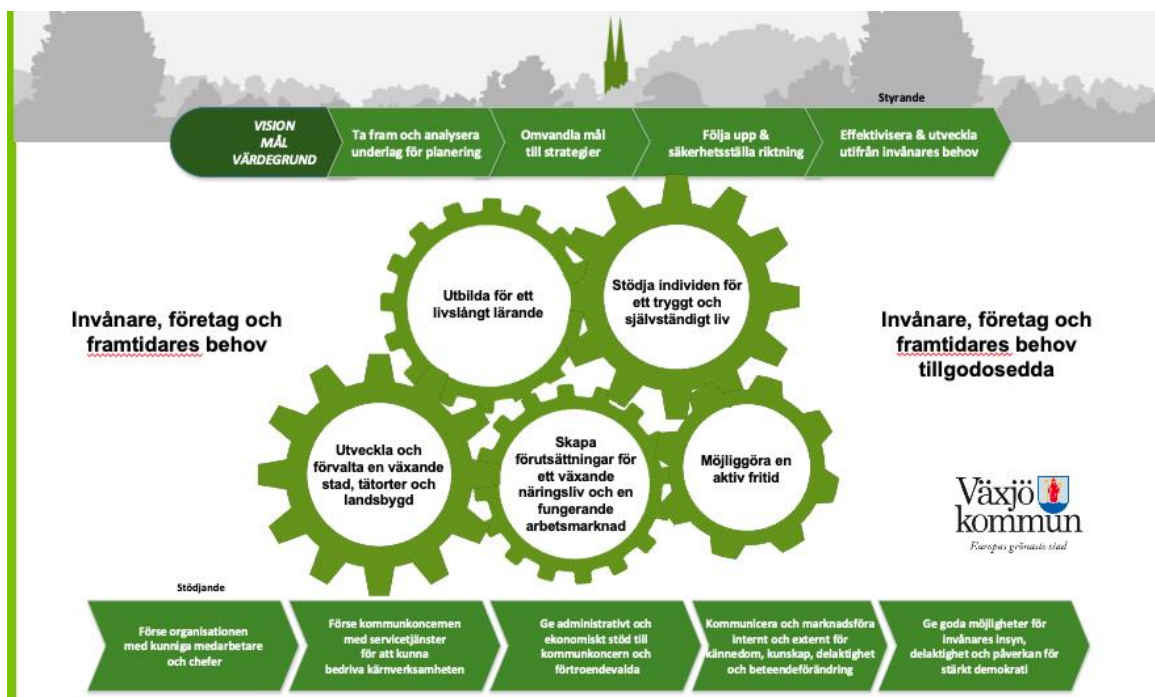 Styrande
VISION
MÅL
VÄRDEGRUND
Ta fram och analysera
underlag för planering
Omvandla mål
till strategier
Följa upp &
säkerhetsställa riktning
Effektivisera & utveckla
utifrån invånares behov
Invånare, företag och
framtidares behov
Utbilda för ett
livslångt lärande
Stödja individen för
ett tryggt och
självständigt liv
Utveckla och
förvalta en växande
stad, tätorter och
landsbygd
Skapa
förutsättningar för
ett växande
näringsliv och en
fungerande
arbetsmarknad
Möjliggöra en
aktiv fritid
Invånare, företag och
framtidares behov
tillgodosedda
Växjö
kommun
Europas grönaste stad
Stödjande
Förse organisationen
med kunniga medarbetare
och chefer
Förse kommunkoncernen
med servicetjänster
för att kunna
bedriva kärnverksamheten
Ge administrativt och
ekonomiskt stöd till
kommunkoncern och
förtroendevalda
Kommunicera och marknadsföra
internt och externt för
kännedom, kunskap, delaktighet
och beteendeförändring
Ge goda möjligheter för
invånares insyn,
delaktighet och påverkan för
stärkt demokrati